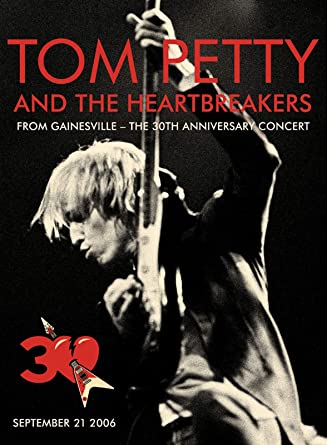 TOM PETTY
AND THE HEARTBREAKERS
FROM GAINESVILLE – THE 30TH ANNIVERSARY CONCERT
30
SEPTEMBER 21 2006